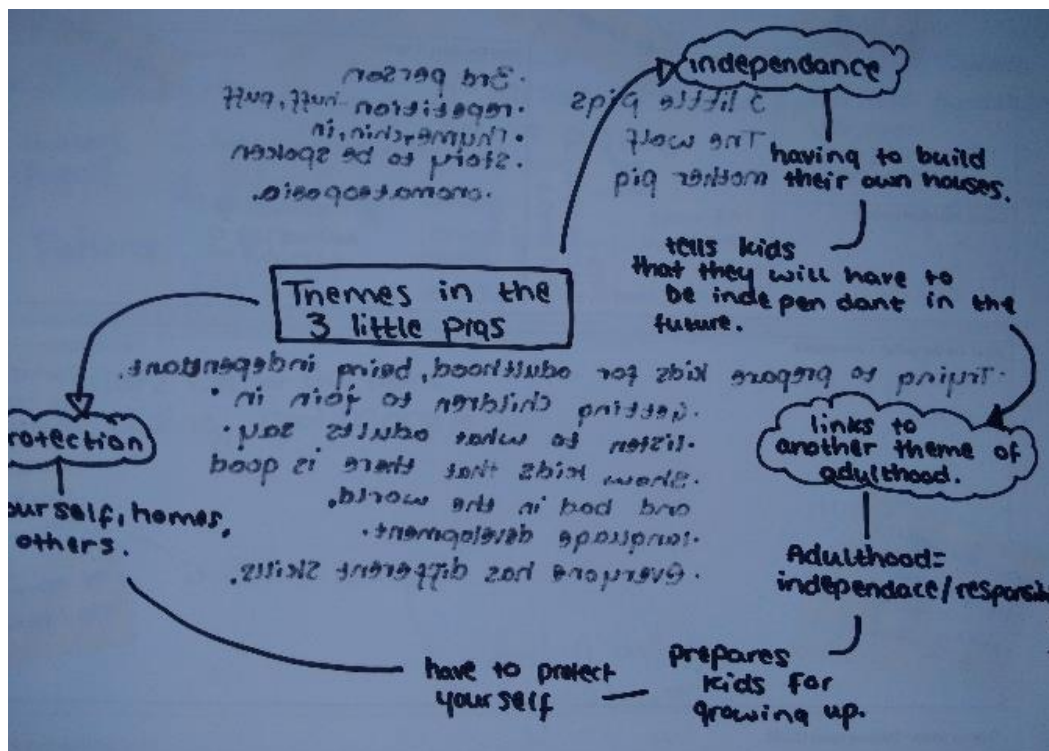 independance
having to build
their own houses.
tells kids
that they will have to
be independant in the
future.
Themes in the
3 little pigs
links to
another theme of
adulthood.
Adulthood=
independace/responsib
prepares
kids for
growing up.
have to protect
yourself
rotection
ourself, homes,
others.
·3rd person
·repetition huff, puff
·rhyme-chin, in
·story to be spoken
·onomatopoeia.
3 little pigs
The wolf
mother pig
·Trying to prepare kids for adulthood, being independant.
·Getting children to join in
·listen to what adults say.
·Shows kids that there is good
and bad in the world.
·language development.
·everyone has different skills.